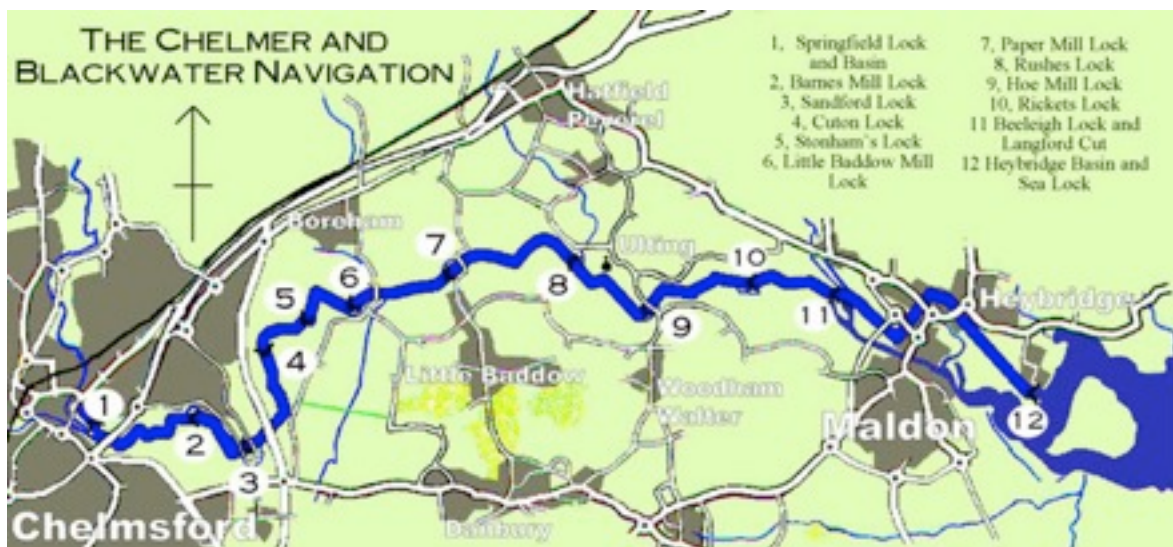 THE CHELMER AND
BLACKWATER NAVIGATION
1, Springfield Lock
and Basin
2, Barnes Mill Lock
3, Sandford Lock
4, Cuton Lock
5, Stonham`s Lock
6, Little Baddow Mill
Lock
7, Paper Mill Lock
8, Rushes Lock
9, Hoe Mill Lock
10, Rickets Lock
11 Beeleigh Lock and
Langford Cut
12 Heybridge Basin and
Sea Lock
Hatfield
Peverel
Boreham
Ulting
7
10
6
8
5
9
11
Heybridge
4
Little Baddow
Woodham
Walter
1
2
Maldon
12
3
Chelmsford
Danbury